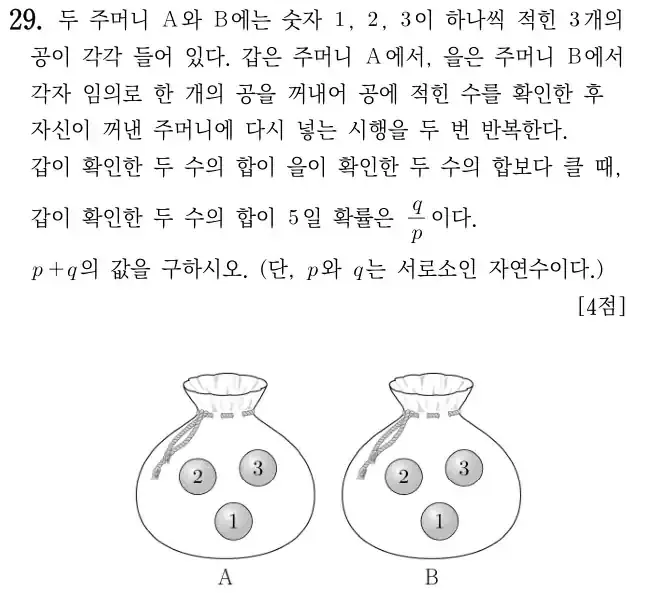 29. 두 주머니 A와 B에는 숫자 1, 2, 3이 하나씩 적힌 3개의
공이 각각 들어 있다. 갑은 주머니 A에서, 을은 주머니 B에서
각자 임의로 한 개의 공을 꺼내어 공에 적힌 수를 확인한 후
자신이 꺼낸 주머니에 다시 넣는 시행을 두 번 반복한다.
갑이 확인한 두 수의 합이 을이 확인한 두 수의 합보다 클 때,
갑이 확인한 두 수의 합이 5일 확률은 q/p 이다.
p+q의 값을 구하시오. (단, p와 q는 서로소인 자연수이다.)
[4점]
2 3 2 3
1 1
A B